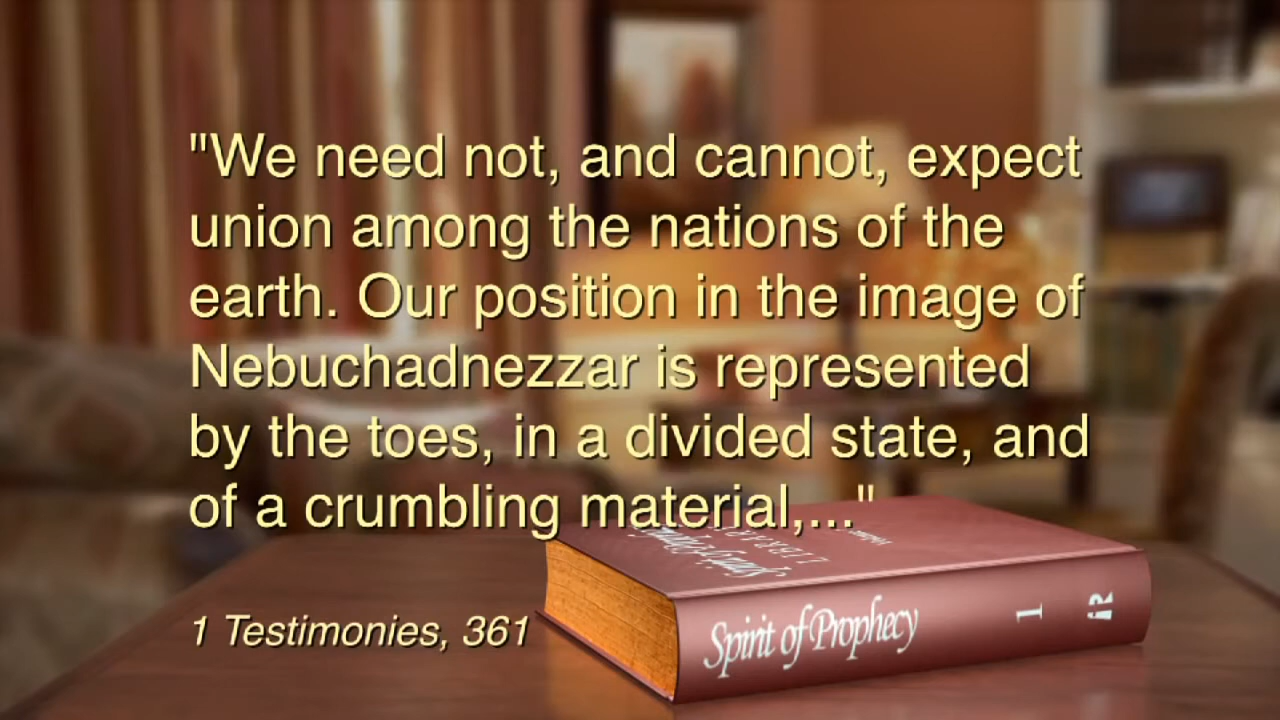 "We need not, and cannot, expect
union among the nations of the
earth. Our position in the image of
Nebuchadnezzar is represented
by the toes, in a divided state, and
of a crumbling material,..."
1 Testimonies, 361
LIBRARY
Spirit of Prophecy
1